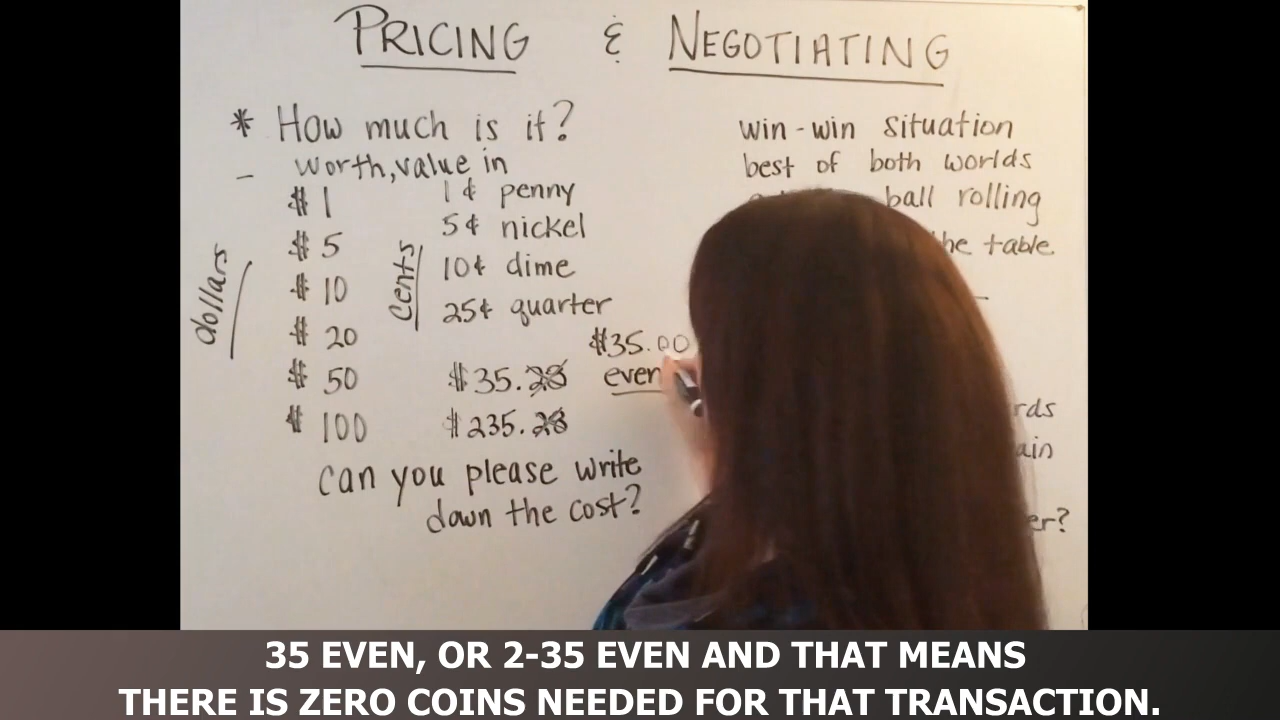 PRICING & NEGOTIATING
* How much is it?
- worth, value in
dollars
$ 1
$ 5
$ 10
$ 20
$ 50
$ 100
cents
1¢ penny
5¢ nickel
10¢ dime
25¢ quarter
$35.00
even
$35.28
$235.28
can you please write
down the cost?
win-win situation
best of both worlds
ball rolling
the table
35 EVEN, OR 2-35 EVEN AND THAT MEANS
THERE IS ZERO COINS NEEDED FOR THAT TRANSACTION.